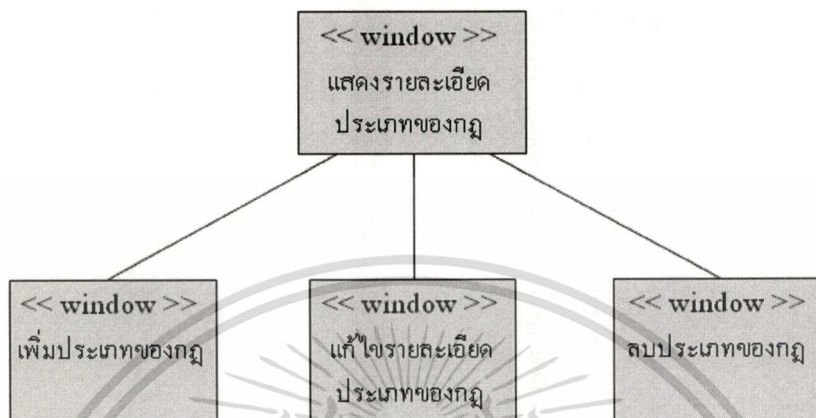 << window >>
แสดงรายละเอียด
ประเภทของกฎ
<< window >>
เพิ่มประเภทของกฎ
<< window >>
แก้ไขรายละเอียด
ประเภทของกฎ
<< window >>
ลบประเภทของกฎ